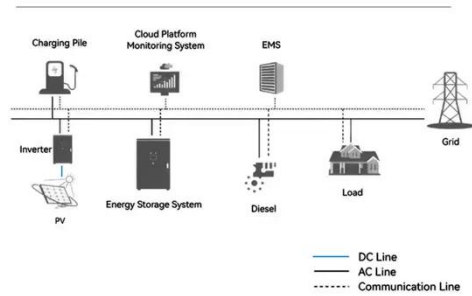 Charging Pile
Cloud Platform
Monitoring System
EMS
Grid
Inverter
PV
Energy Storage System
Diesel
Load
DC Line
AC Line
Communication Line